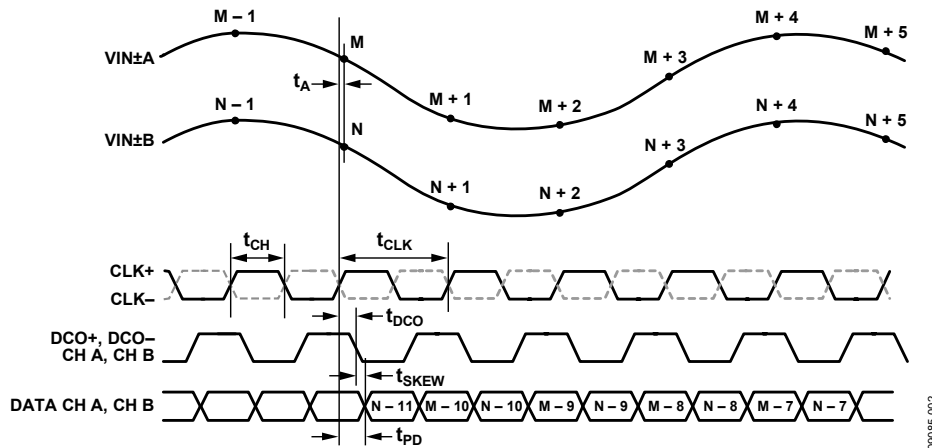 M – 1
M
M + 1
M + 2
M + 3
M + 4
M + 5
VIN±A
tA
N – 1
N
N + 1
N + 2
N + 3
N + 4
N + 5
VIN±B
tCH
tCLK
CLK+
CLK–
tDCO
DCO+, DCO–
CH A, CH B
tSKEW
DATA CH A, CH B
N – 11 M – 10 N – 10 M – 9 N – 9 M – 8 N – 8 M – 7 N – 7
tPD